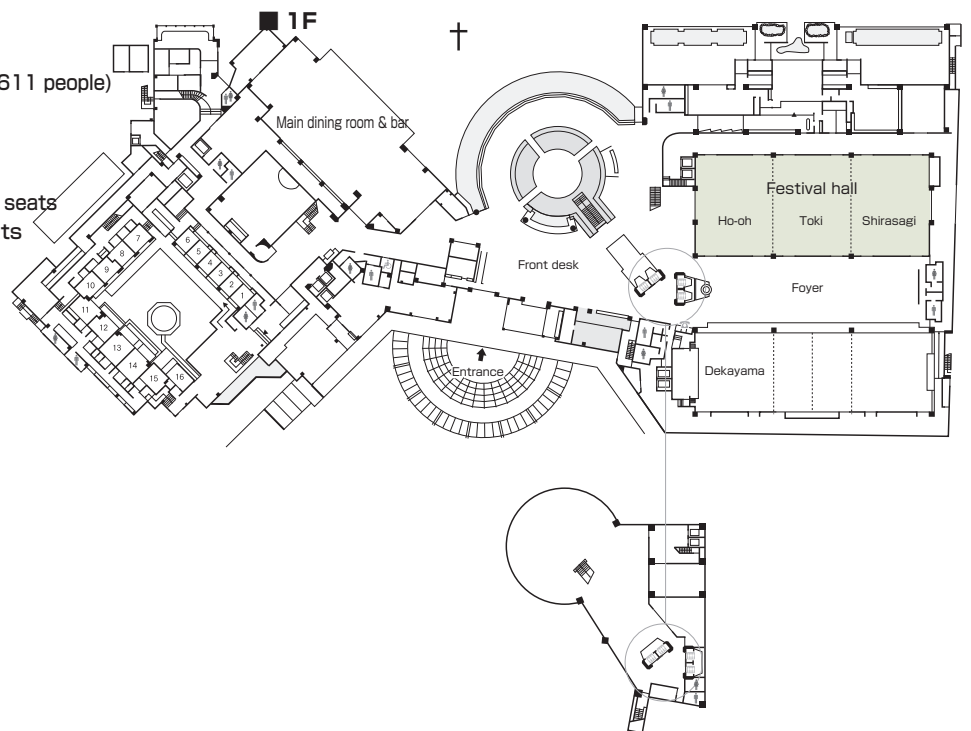 ■ 1F
611 people)
seats
ts
Main dining room & bar
Festival hall
Ho-oh
Toki
Shirasagi
Front desk
Foyer
Entrance
Dekayama
7
8
9
10
6
5
4
3
2
1
11
12
13
14
15
16